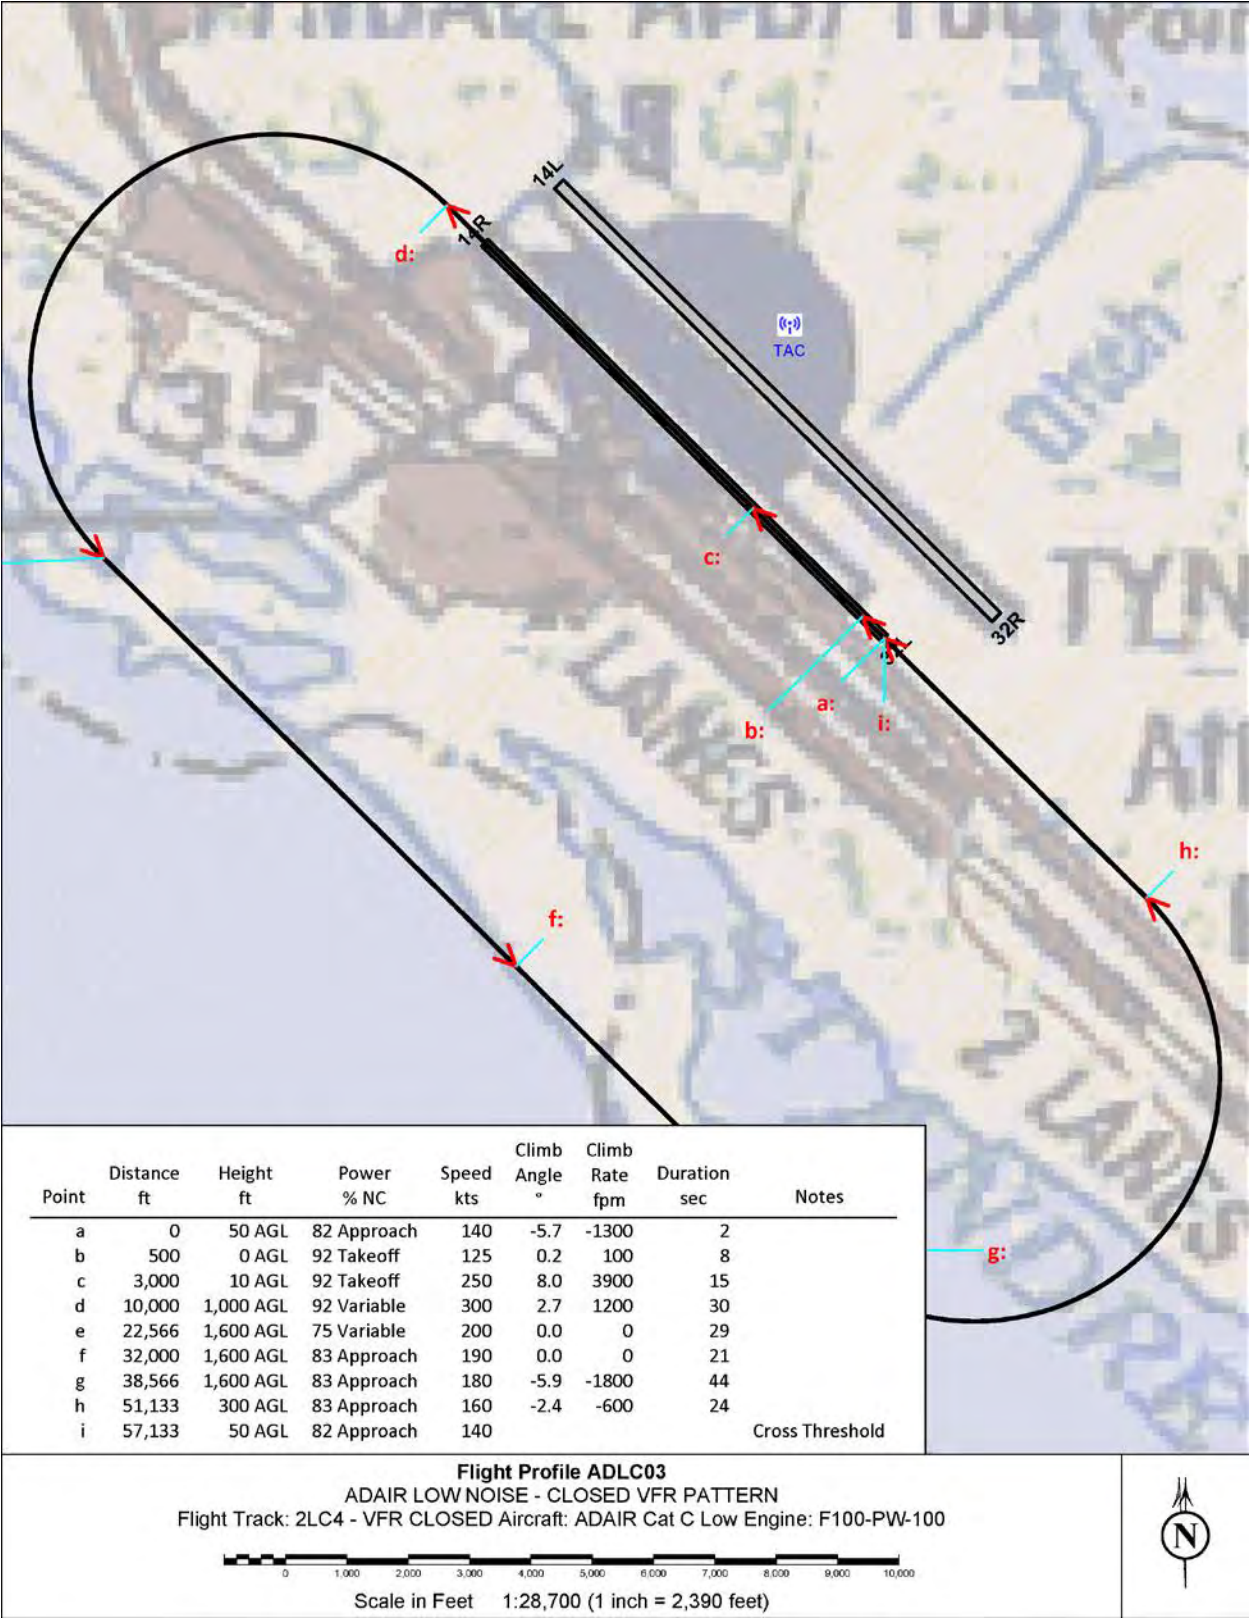 14L
14R
d:
TAC
35
c:
TYN
32R
a:
b:
i:
LAKES
h:
f:
2 LAKES
g:
Point Distance ft Height ft Power % NC Speed kts Climb Angle ° Climb Rate fpm Duration sec Notes
a 0 50 AGL 82 Approach 140 -5.7 -1300 2
b 500 0 AGL 92 Takeoff 125 0.2 100 8
c 3,000 10 AGL 92 Takeoff 250 8.0 3900 15
d 10,000 1,000 AGL 92 Variable 300 2.7 1200 30
e 22,566 1,600 AGL 75 Variable 200 0.0 0 29
f 32,000 1,600 AGL 83 Approach 190 0.0 0 21
g 38,566 1,600 AGL 83 Approach 180 -5.9 -1800 44
h 51,133 300 AGL 83 Approach 160 -2.4 -600 24
i 57,133 50 AGL 82 Approach 140 Cross Threshold
Flight Profile ADLC03
ADAIR LOW NOISE - CLOSED VFR PATTERN
Flight Track: 2LC4 - VFR CLOSED Aircraft: ADAIR Cat C Low Engine: F100-PW-100
0 1,000 2,000 3,000 4,000 5,000 6,000 7,000 8,000 9,000 10,000
Scale in Feet 1:28,700 (1 inch = 2,390 feet)
N